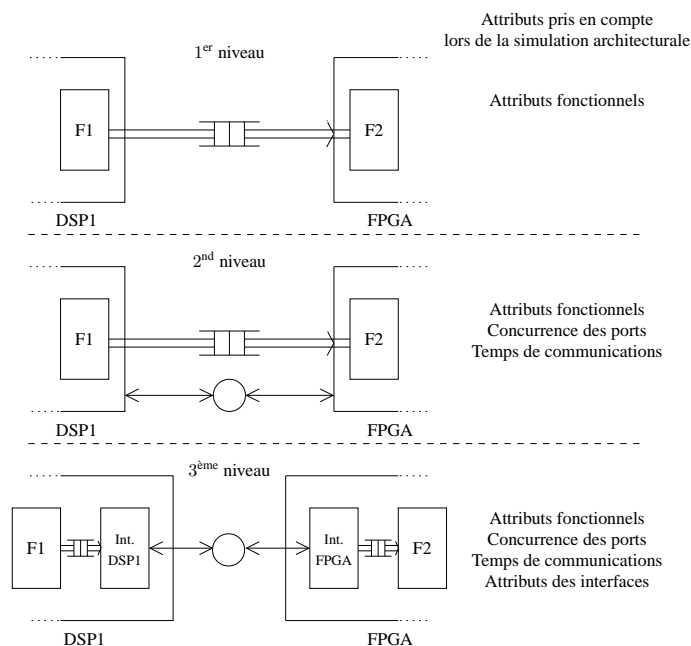 Attributs pris en compte
lors de la simulation architecturale
1er niveau
Attributs fonctionnels
F1
F2
DSP1
FPGA
2nd niveau
F1
F2
Attributs fonctionnels
Concurrence des ports
Temps de communications
DSP1
FPGA
3ème niveau
F1
Int.
DSP1
Int.
FPGA
F2
Attributs fonctionnels
Concurrence des ports
Temps de communications
Attributs des interfaces
DSP1
FPGA